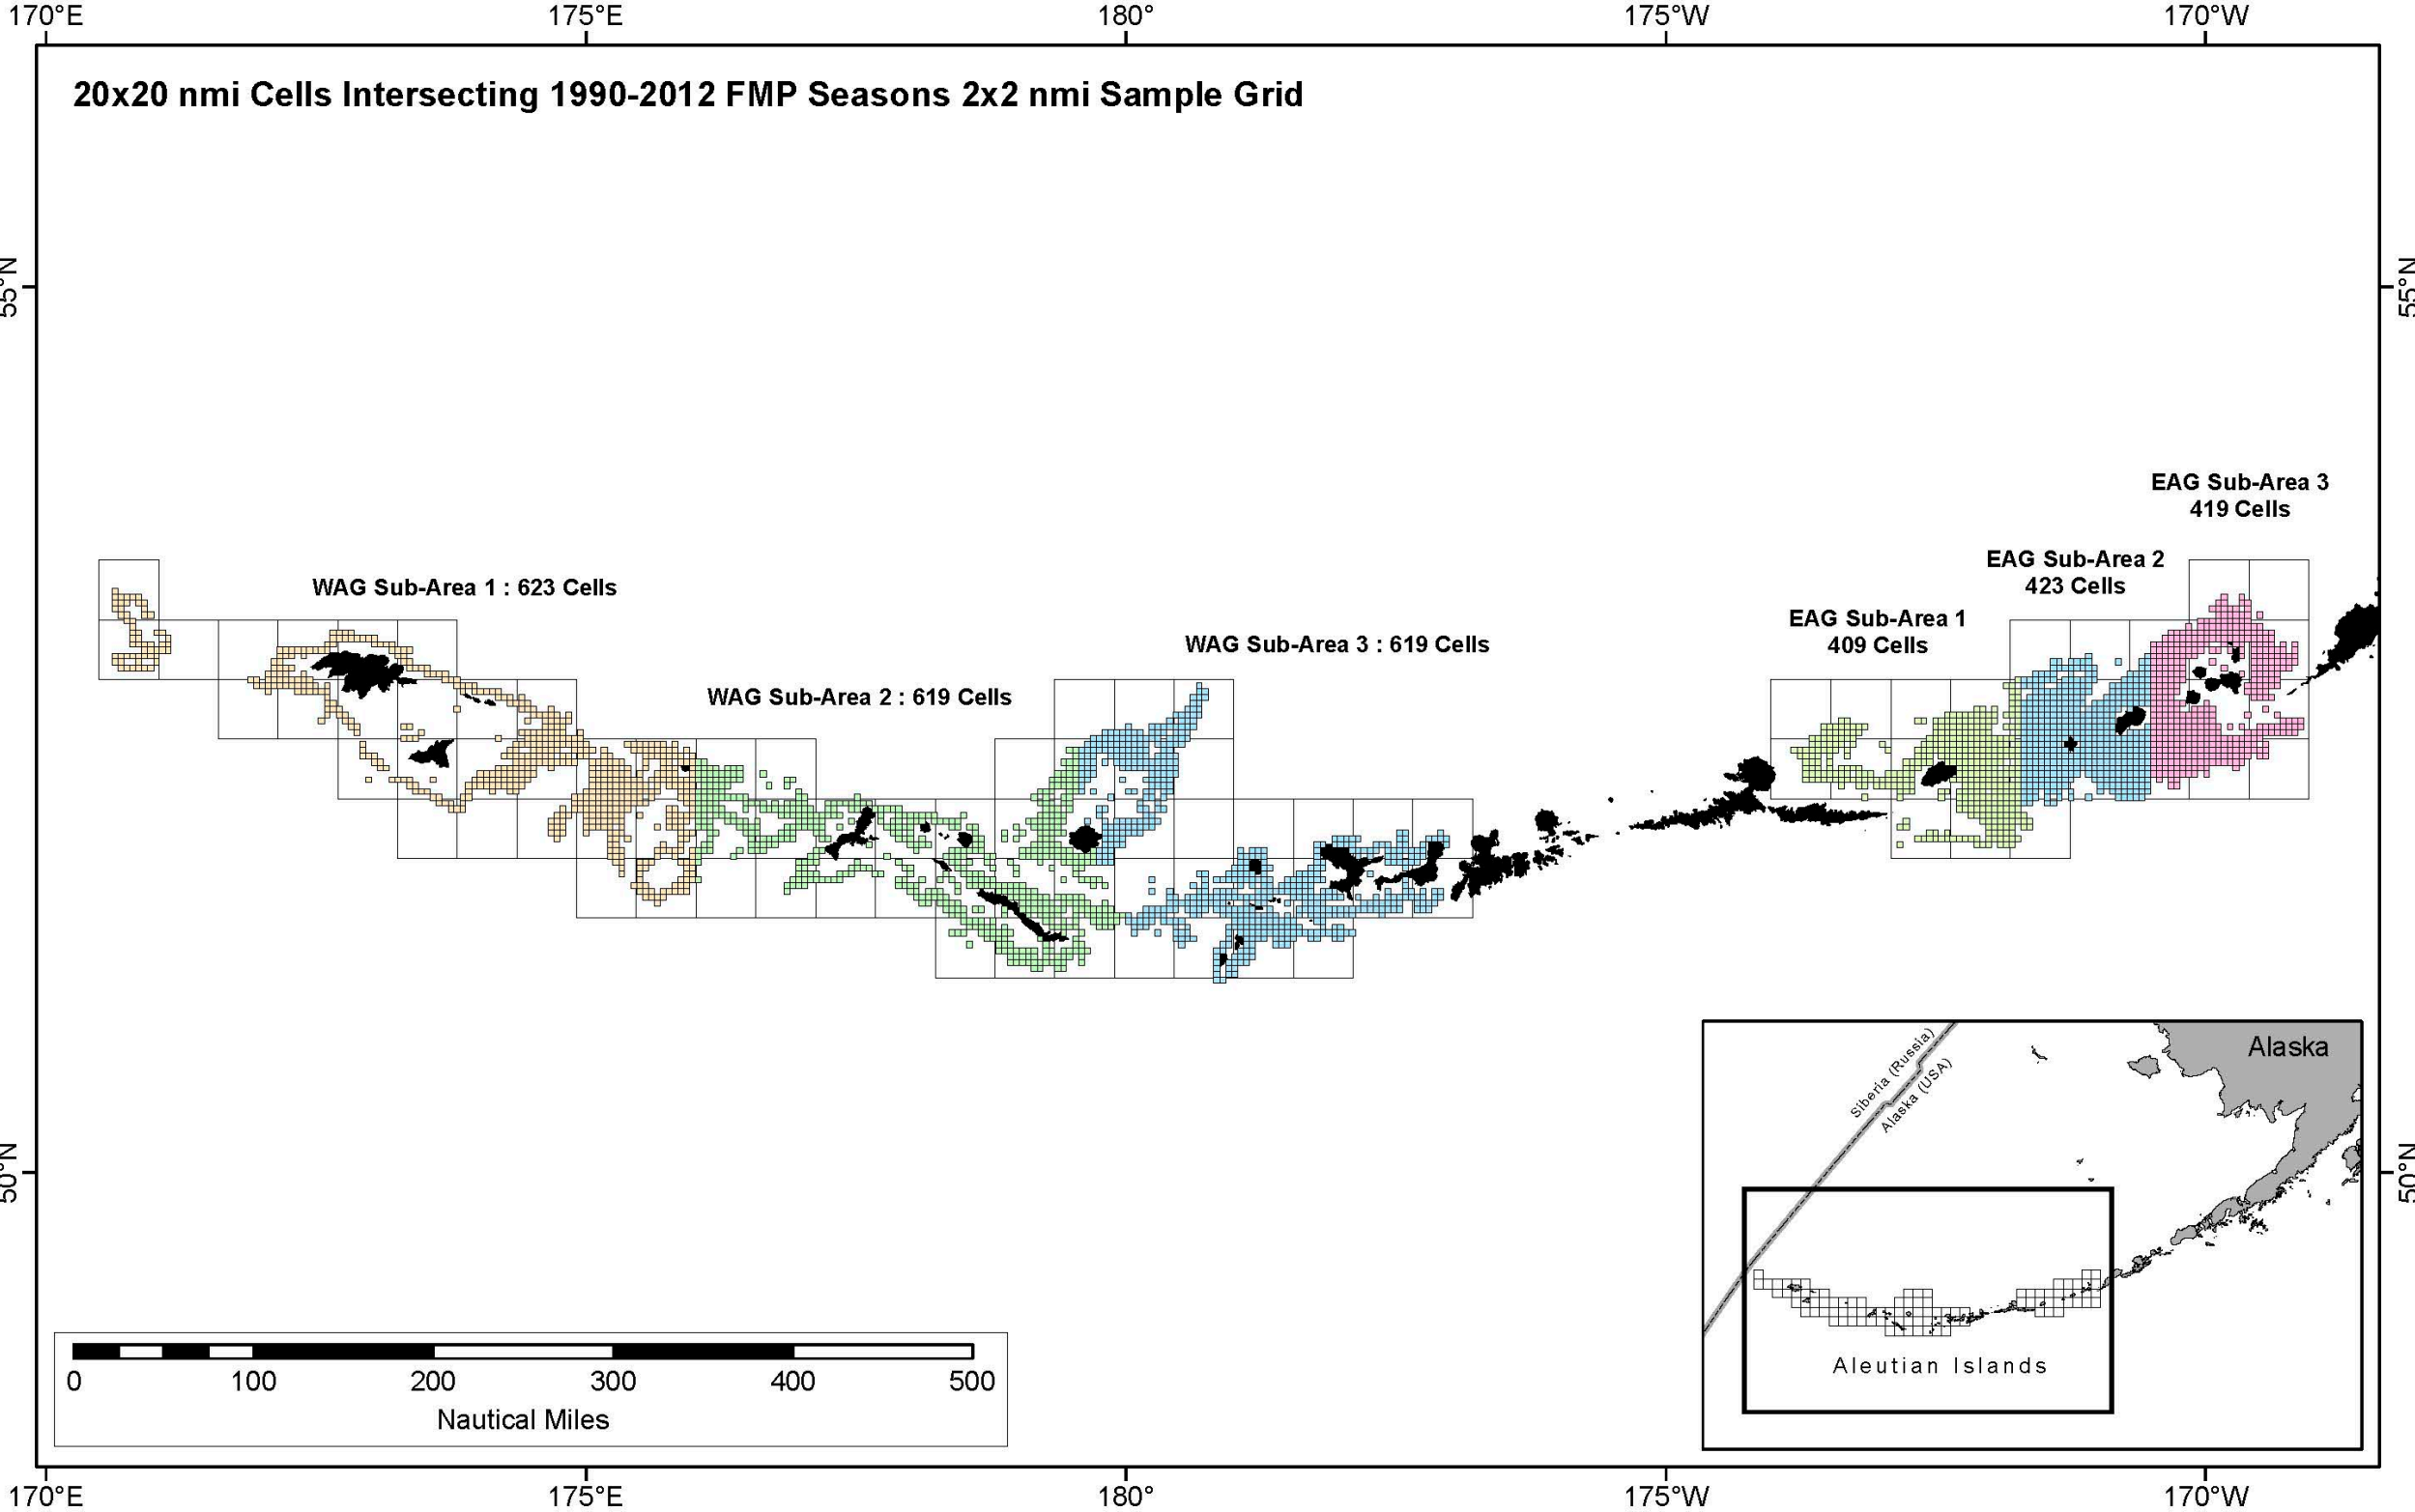 170°E 175°E 180° 175°W 170°W
20x20 nmi Cells Intersecting 1990-2012 FMP Seasons 2x2 nmi Sample Grid
55°N 55°N
EAG Sub-Area 3
419 Cells
EAG Sub-Area 2
423 Cells
WAG Sub-Area 1 : 623 Cells
EAG Sub-Area 1
409 Cells
WAG Sub-Area 3 : 619 Cells
WAG Sub-Area 2 : 619 Cells
Alaska
Siberia (Russia)
Alaska (USA)
50°N 50°N
Aleutian Islands
0 100 200 300 400 500
Nautical Miles
170°E 175°E 180° 175°W 170°W